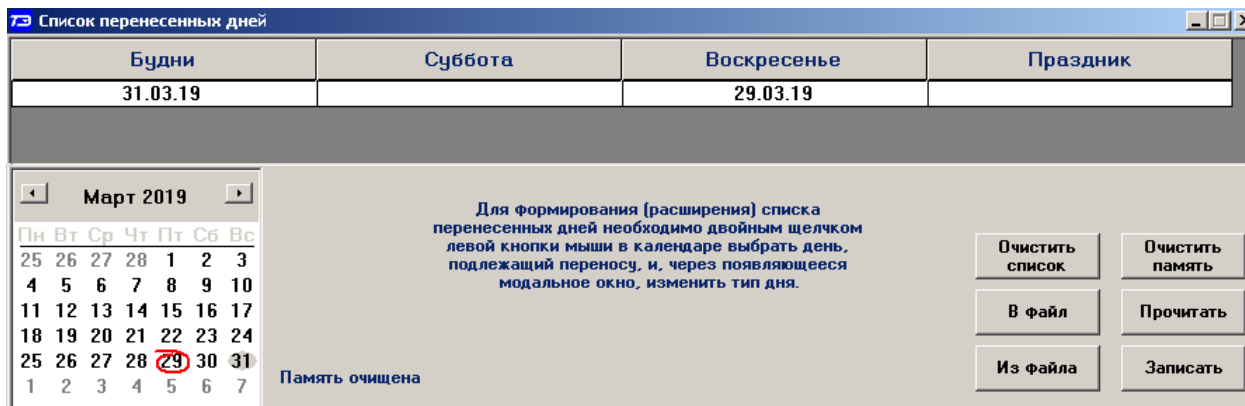 ТЭ Список перенесенных дней
Будни Суббота Воскресенье Праздник
31.03.19 29.03.19
Март 2019
Пн Вт Ср Чт Пт Сб Вс
25 26 27 28 1 2 3
4 5 6 7 8 9 10
11 12 13 14 15 16 17
18 19 20 21 22 23 24
25 26 27 28 29 30 31
1 2 3 4 5 6 7
Для формирования (расширения) списка
перенесенных дней необходимо двойным щелчком
левой кнопки мыши в календаре выбрать день,
подлежащий переносу, и, через появляющееся
модальное окно, изменить тип дня.
Память очищена
Очистить
список
Очистить
память
В файл
Прочитать
Из файла
Записать